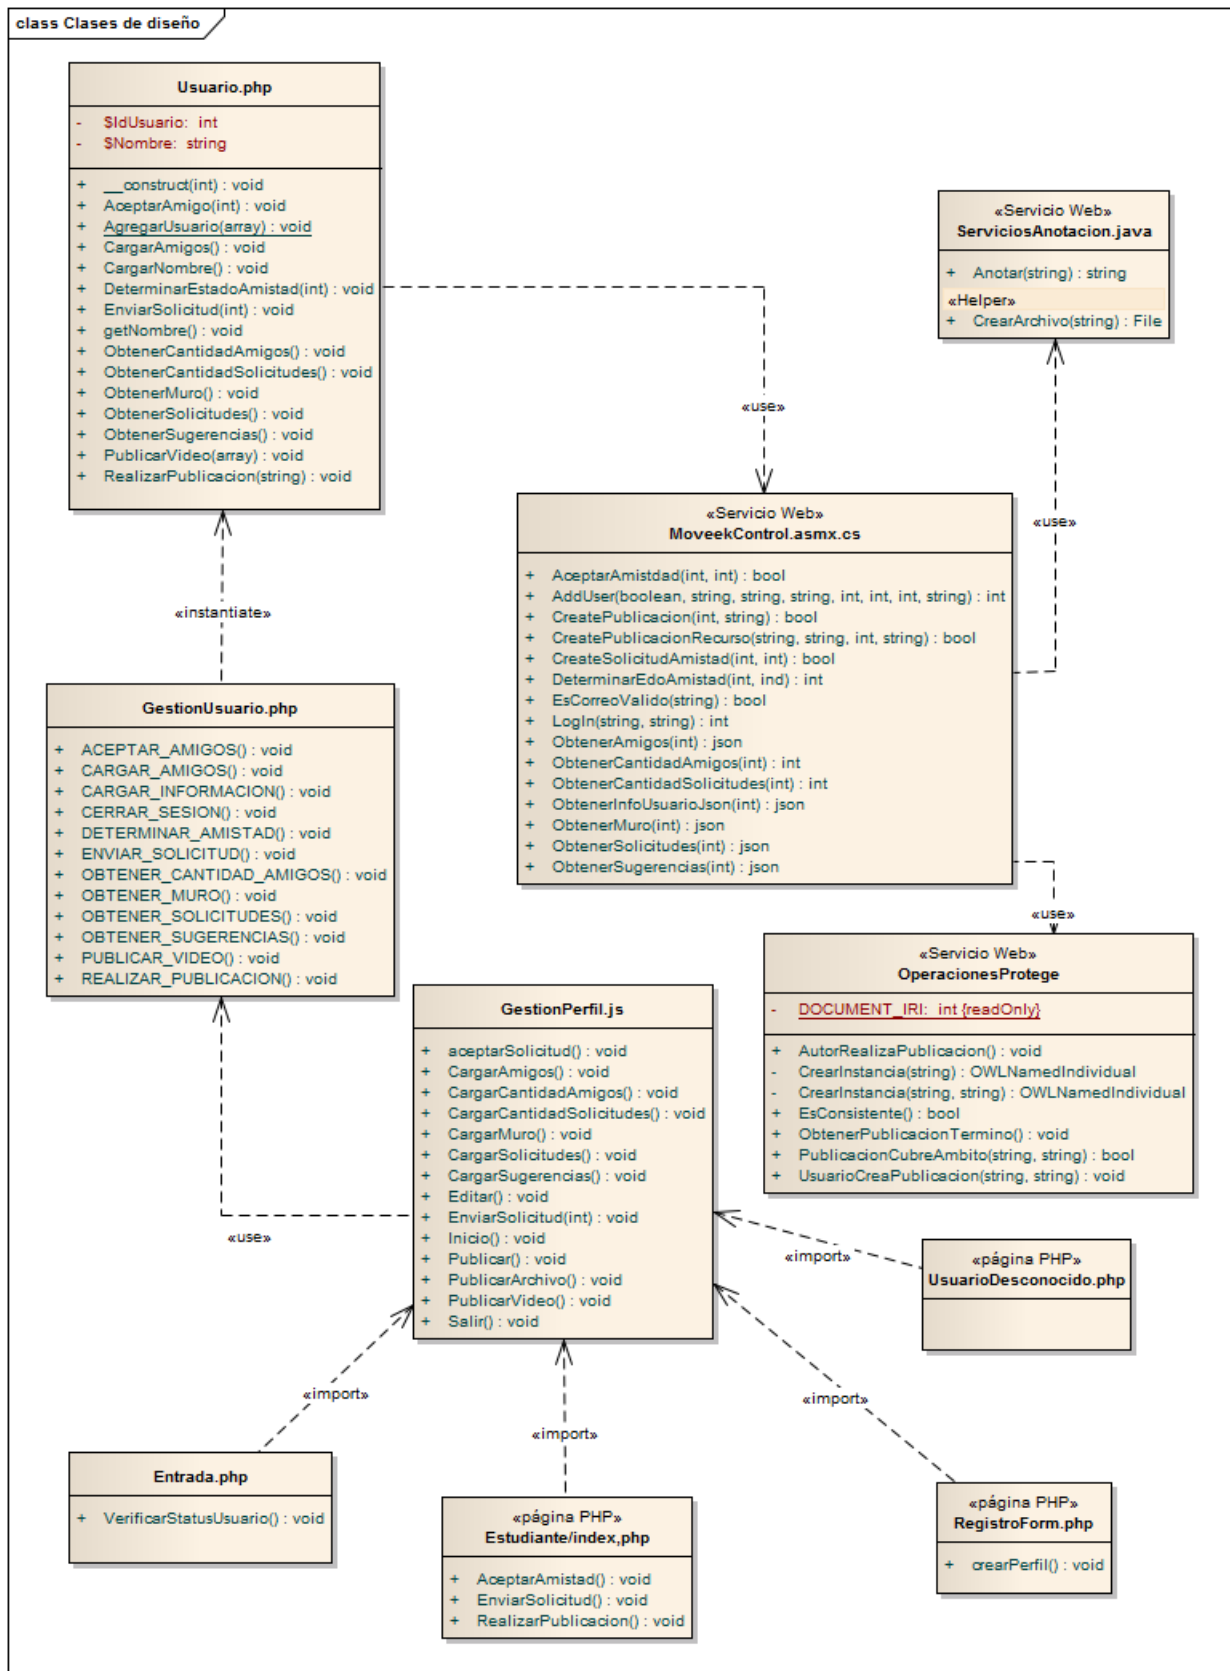 class Clases de diseño
Usuario.php
- $IdUsuario: int
- $Nombre: string
+ __construct(int) : void
+ AceptarAmigo(int) : void
+ AgregarUsuario(array) : void
+ CargarAmigos() : void
+ CargarNombre() : void
+ DeterminarEstadoAmistad(int) : void
+ EnviarSolicitud(int) : void
+ getNombre() : void
+ ObtenerCantidadAmigos() : void
+ ObtenerCantidadSolicitudes() : void
+ ObtenerMuro() : void
+ ObtenerSolicitudes() : void
+ ObtenerSugerencias() : void
+ PublicarVideo(array) : void
+ RealizarPublicacion(string) : void
«Servicio Web»
ServiciosAnotacion.java
+ Anotar(string) : string
«Helper»
+ CrearArchivo(string) : File
«use»
«use»
«Servicio Web»
MoveekControl.asmx.cs
+ AceptarAmistdad(int, int) : bool
+ AddUser(boolean, string, string, string, int, int, int, string) : int
+ CreatePublicacion(int, string) : bool
+ CreatePublicacionRecurso(string, string, int, string) : bool
+ CreateSolicitudAmistad(int, int) : bool
+ DeterminarEdoAmistad(int, ind) : int
+ EsCorreoValido(string) : bool
+ LogIn(string, string) : int
+ ObtenerAmigos(int) : json
+ ObtenerCantidadAmigos(int) : int
+ ObtenerCantidadSolicitudes(int) : int
+ ObtenerInfoUsuarioJson(int) : json
+ ObtenerMuro(int) : json
+ ObtenerSolicitudes(int) : json
+ ObtenerSugerencias(int) : json
«instantiate»
GestionUsuario.php
+ ACEPTAR_AMIGOS() : void
+ CARGAR_AMIGOS() : void
+ CARGAR_INFORMACION() : void
+ CERRAR_SESION() : void
+ DETERMINAR_AMISTAD() : void
+ ENVIAR_SOLICITUD() : void
+ OBTENER_CANTIDAD_AMIGOS() : void
+ OBTENER_MURO() : void
+ OBTENER_SOLICITUDES() : void
+ OBTENER_SUGERENCIAS() : void
+ PUBLICAR_VIDEO() : void
+ REALIZAR_PUBLICACION() : void
«use»
«Servicio Web»
OperacionesProtege
- DOCUMENT_IRI: int {readOnly}
+ AutorRealizaPublicacion() : void
- CrearInstancia(string) : OWLNamedIndividual
- CrearInstancia(string, string) : OWLNamedIndividual
+ EsConsistente() : bool
+ ObtenerPublicacionTermino() : void
+ PublicacionCubreAmbito(string, string) : bool
+ UsuarioCreaPublicacion(string, string) : void
GestionPerfil.js
+ aceptarSolicitud() : void
+ CargarAmigos() : void
+ CargarCantidadAmigos() : void
+ CargarCantidadSolicitudes() : void
+ CargarMuro() : void
+ CargarSolicitudes() : void
+ CargarSugerencias() : void
+ Editar() : void
+ EnviarSolicitud(int) : void
+ Inicio() : void
+ Publicar() : void
+ PublicarArchivo() : void
+ PublicarVideo() : void
+ Salir() : void
«use»
«import»
«página PHP»
UsuarioDesconocido.php
«import»
«import»
«import»
Entrada.php
+ VerificarStatusUsuario() : void
«página PHP»
Estudiante/index,php
+ AceptarAmistad() : void
+ EnviarSolicitud() : void
+ RealizarPublicacion() : void
«página PHP»
RegistroForm.php
+ crearPerfil() : void